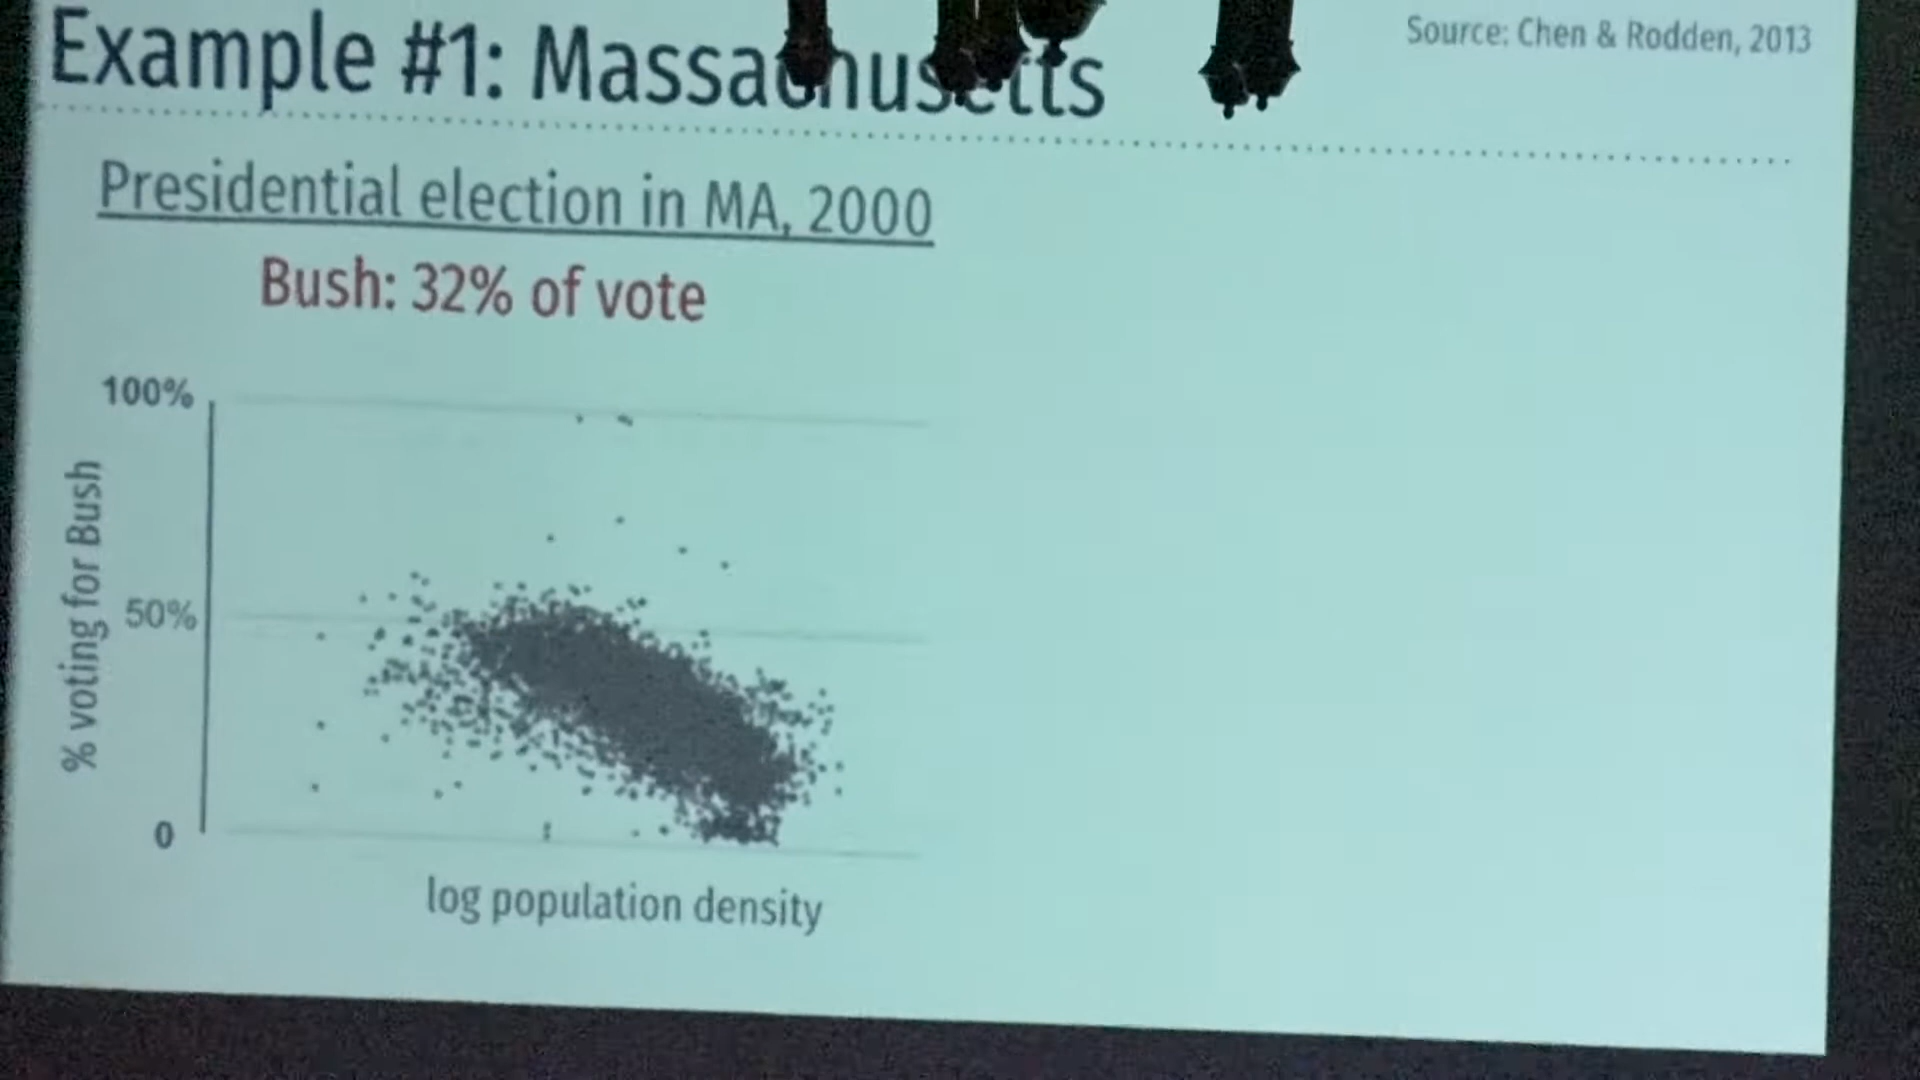 Example #1: Massachusetts
Source: Chen & Rodden, 2013
Presidential election in MA, 2000
Bush: 32% of vote
100%
50%
0
% voting for Bush
log population density